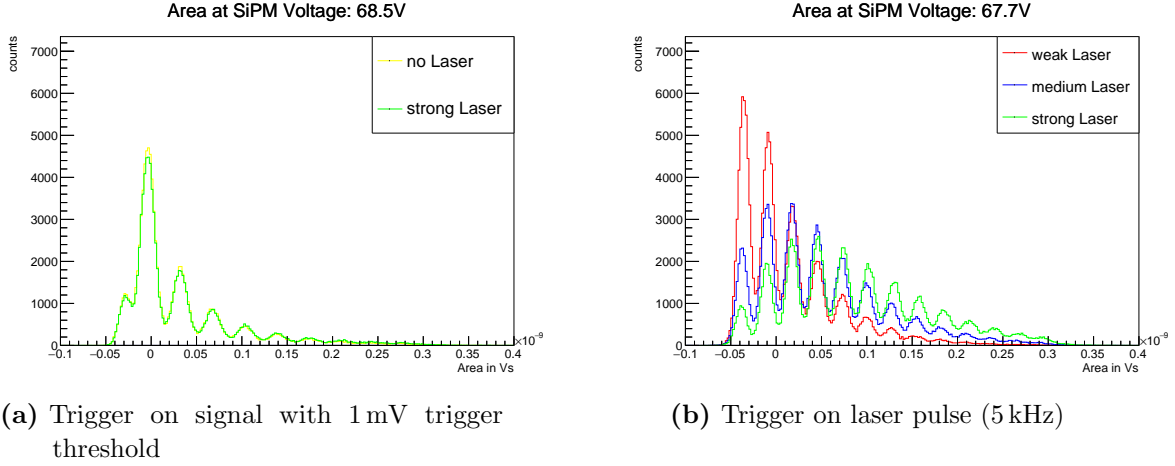 Area at SiPM Voltage: 68.5V
counts
7000
6000
5000
4000
3000
2000
1000
0
no Laser
strong Laser
−0.1 −0.05 0 0.05 0.1 0.15 0.2 0.25 0.3 0.35 0.4
×10⁻⁹
Area in Vs
(a) Trigger on signal with 1 mV trigger
threshold
Area at SiPM Voltage: 67.7V
counts
7000
6000
5000
4000
3000
2000
1000
0
weak Laser
medium Laser
strong Laser
−0.1 −0.05 0 0.05 0.1 0.15 0.2 0.25 0.3 0.35 0.4
×10⁻⁹
Area in Vs
(b) Trigger on laser pulse (5 kHz)